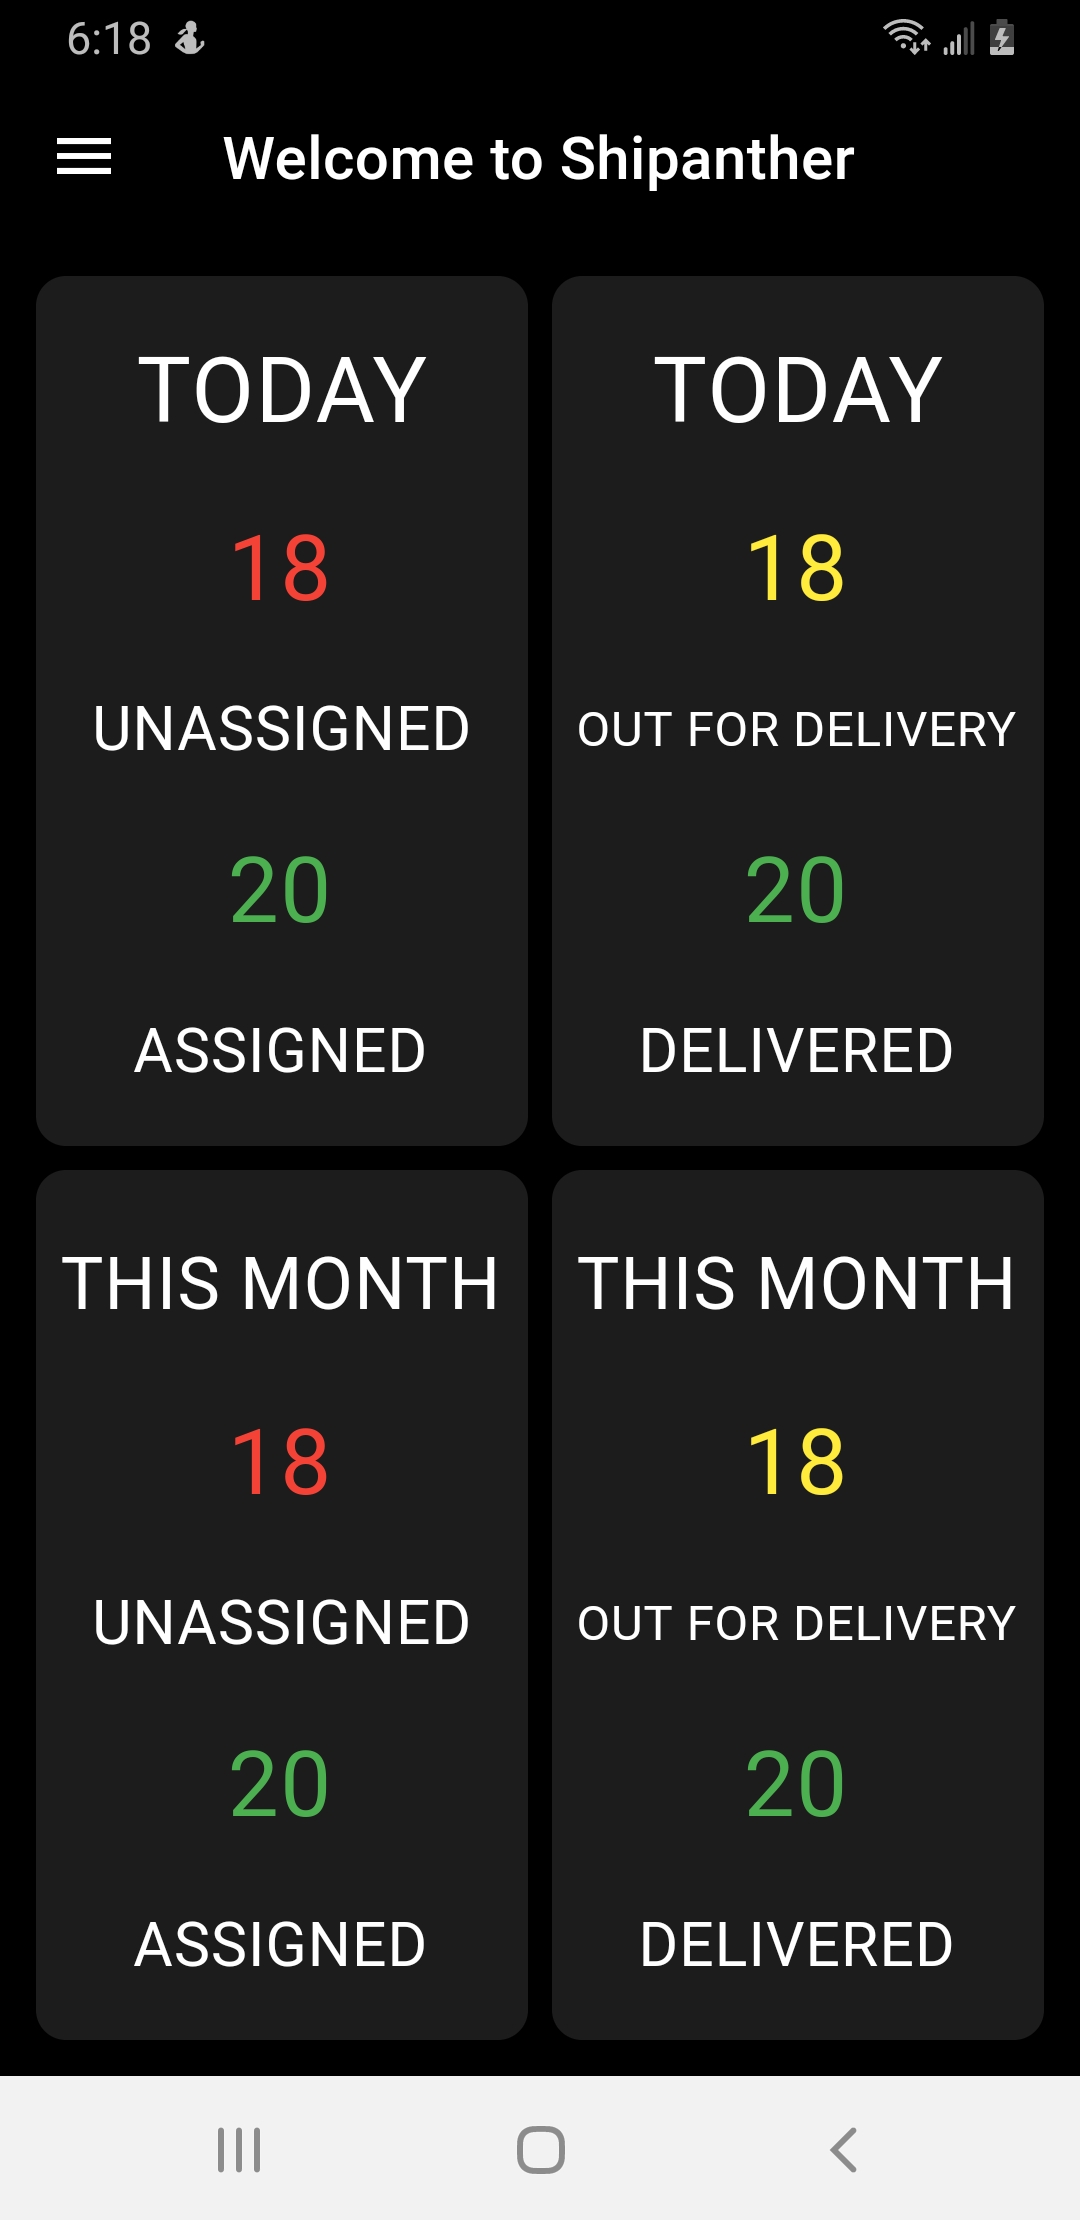 6:18
Welcome to Shipanther
TODAY
18
UNASSIGNED
20
ASSIGNED
TODAY
18
OUT FOR DELIVERY
20
DELIVERED
THIS MONTH
18
UNASSIGNED
20
ASSIGNED
THIS MONTH
18
OUT FOR DELIVERY
20
DELIVERED